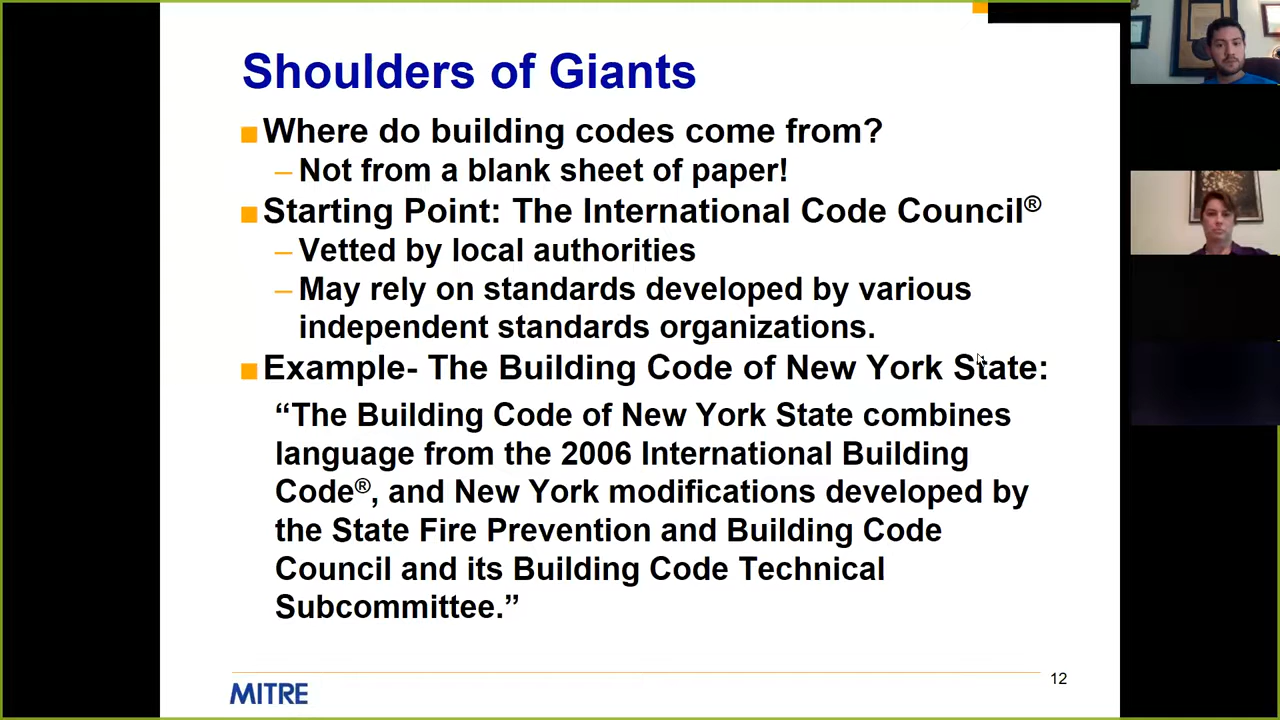 Shoulders of Giants
Where do building codes come from?
– Not from a blank sheet of paper!
Starting Point: The International Code Council®
– Vetted by local authorities
– May rely on standards developed by various
independent standards organizations.
Example- The Building Code of New York State:
“The Building Code of New York State combines
language from the 2006 International Building
Code®, and New York modifications developed by
the State Fire Prevention and Building Code
Council and its Building Code Technical
Subcommittee.”
MITRE
12